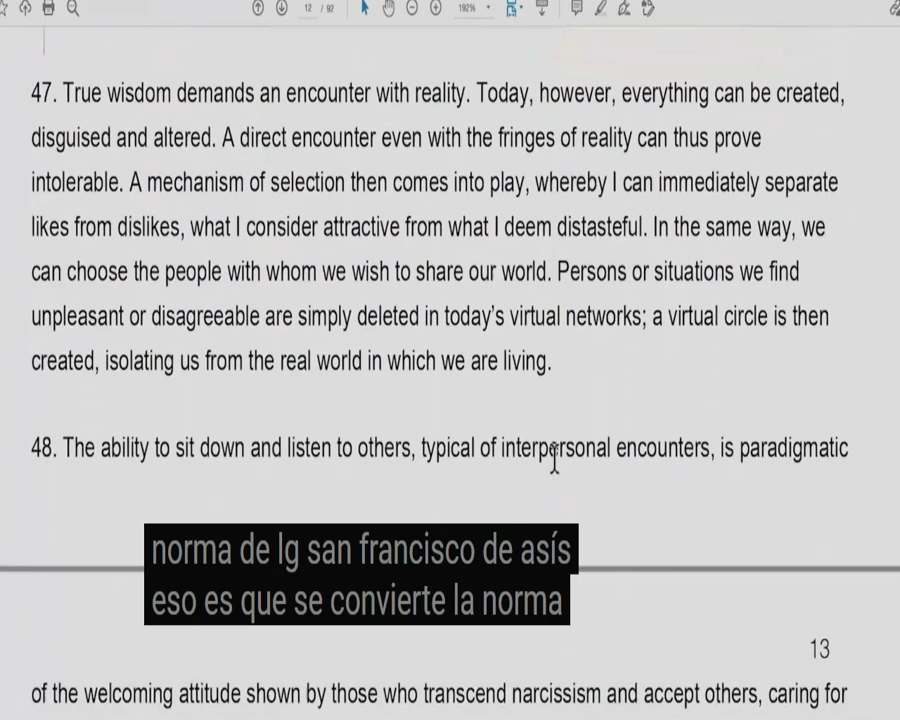 12 / 92
192%
47. True wisdom demands an encounter with reality. Today, however, everything can be created,
disguised and altered. A direct encounter even with the fringes of reality can thus prove
intolerable. A mechanism of selection then comes into play, whereby I can immediately separate
likes from dislikes, what I consider attractive from what I deem distasteful. In the same way, we
can choose the people with whom we wish to share our world. Persons or situations we find
unpleasant or disagreeable are simply deleted in today’s virtual networks; a virtual circle is then
created, isolating us from the real world in which we are living.
48. The ability to sit down and listen to others, typical of interpersonal encounters, is paradigmatic
norma de lg san francisco de asís
eso es que se convierte la norma
13
of the welcoming attitude shown by those who transcend narcissism and accept others, caring for